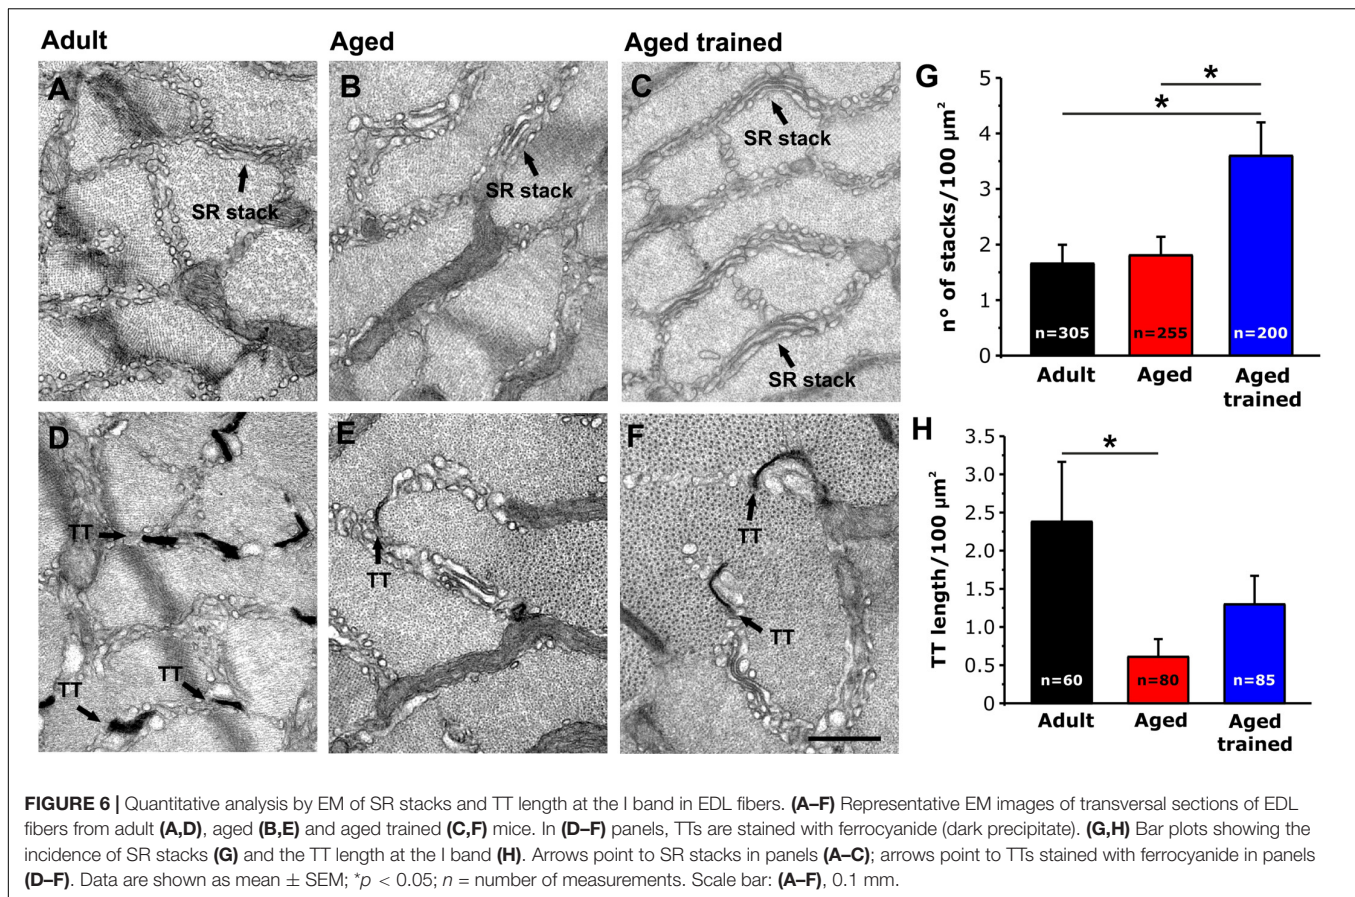 Adult
Aged
Aged trained
A
SR stack
B
SR stack
C
SR stack
SR stack
D
TT
TT
TT
E
TT
F
TT
TT
G
n° of stacks/100 µm²
5
4
3
2
1
0
n=305
n=255
n=200
*
*
Adult
Aged
Aged
trained
H
TT length/100 µm²
3.5
3.0
2.5
2.0
1.5
1.0
0.5
0
n=60
n=80
n=85
*
Adult
Aged
Aged
trained
FIGURE 6 | Quantitative analysis by EM of SR stacks and TT length at the I band in EDL fibers. (A–F) Representative EM images of transversal sections of EDL
fibers from adult (A,D), aged (B,E) and aged trained (C,F) mice. In (D–F) panels, TTs are stained with ferrocyanide (dark precipitate). (G,H) Bar plots showing the
incidence of SR stacks (G) and the TT length at the I band (H). Arrows point to SR stacks in panels (A–C); arrows point to TTs stained with ferrocyanide in panels
(D–F). Data are shown as mean ± SEM; *p < 0.05; n = number of measurements. Scale bar: (A–F), 0.1 mm.